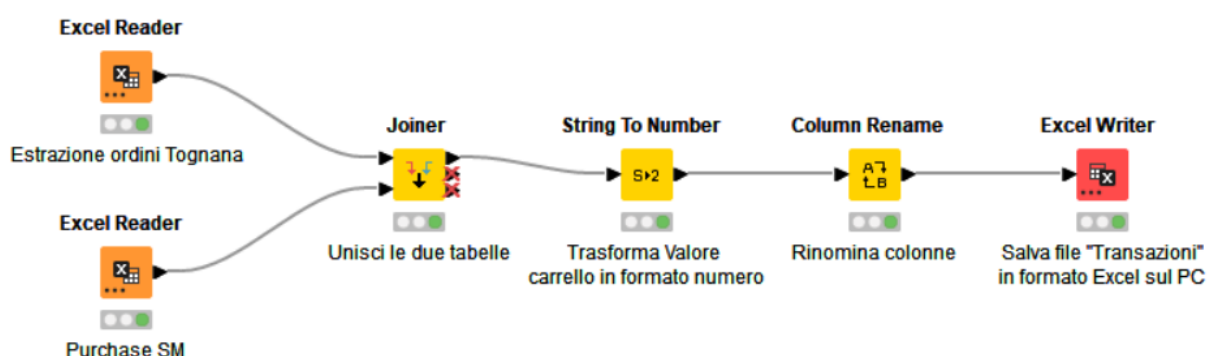 Excel Reader
Estrazione ordini Tognana
Excel Reader
Purchase SM
Joiner
Unisci le due tabelle
String To Number
S 2
Trasforma Valore
carrello in formato numero
Column Rename
A
B
Rinomina colonne
Excel Writer
Salva file "Transazioni"
in formato Excel sul PC